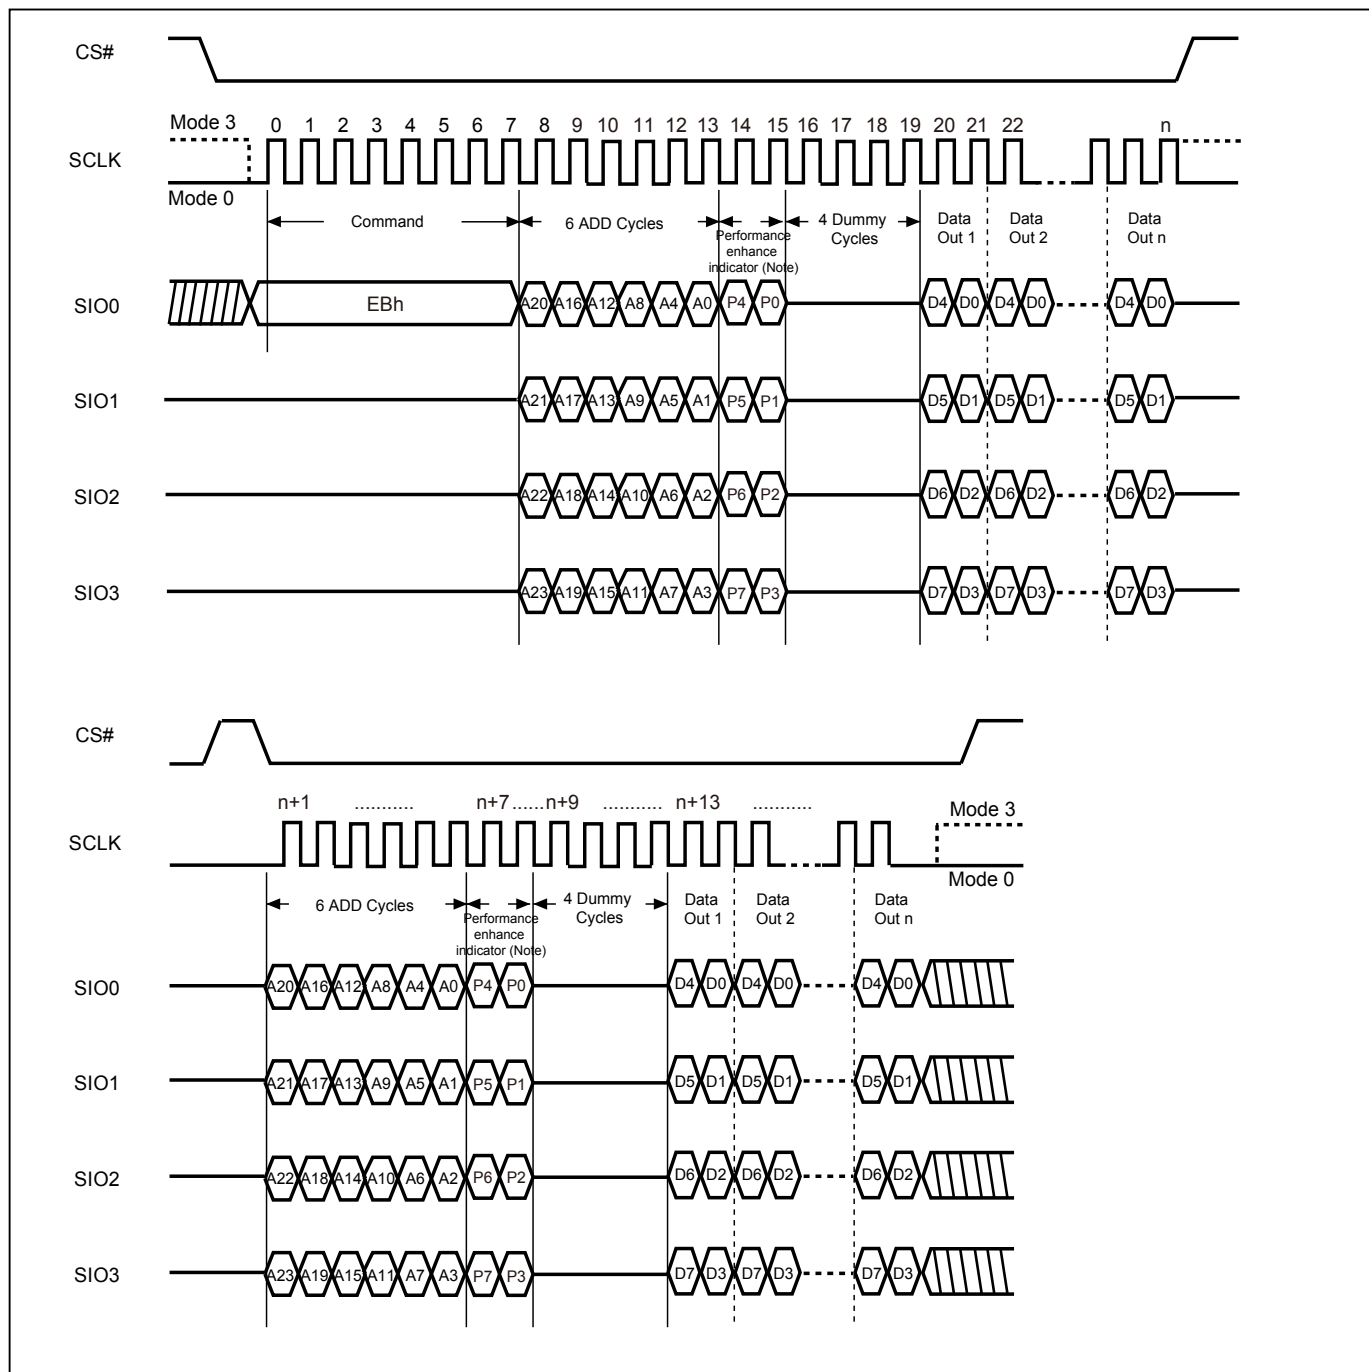 CS#
Mode 3
0 1 2 3 4 5 6 7 8 9 10 11 12 13 14 15 16 17 18 19 20 21 22 n
SCLK
Mode 0
Command
6 ADD Cycles
Performance
enhance
indicator (Note)
4 Dummy
Cycles
Data
Out 1
Data
Out 2
Data
Out n
SIO0
EBh
A20 A16 A12 A8 A4 A0 P4 P0 D4 D0 D4 D0 D4 D0
SIO1
A21 A17 A13 A9 A5 A1 P5 P1 D5 D1 D5 D1 D5 D1
SIO2
A22 A18 A14 A10 A6 A2 P6 P2 D6 D2 D6 D2 D6 D2
SIO3
A23 A19 A15 A11 A7 A3 P7 P3 D7 D3 D7 D3 D7 D3
CS#
n+1 ........... n+7 ......n+9 ........... n+13 ...........
Mode 3
SCLK
Mode 0
6 ADD Cycles
Performance
enhance
indicator (Note)
4 Dummy
Cycles
Data
Out 1
Data
Out 2
Data
Out n
SIO0
A20 A16 A12 A8 A4 A0 P4 P0 D4 D0 D4 D0 D4 D0
SIO1
A21 A17 A13 A9 A5 A1 P5 P1 D5 D1 D5 D1 D5 D1
SIO2
A22 A18 A14 A10 A6 A2 P6 P2 D6 D2 D6 D2 D6 D2
SIO3
A23 A19 A15 A11 A7 A3 P7 P3 D7 D3 D7 D3 D7 D3